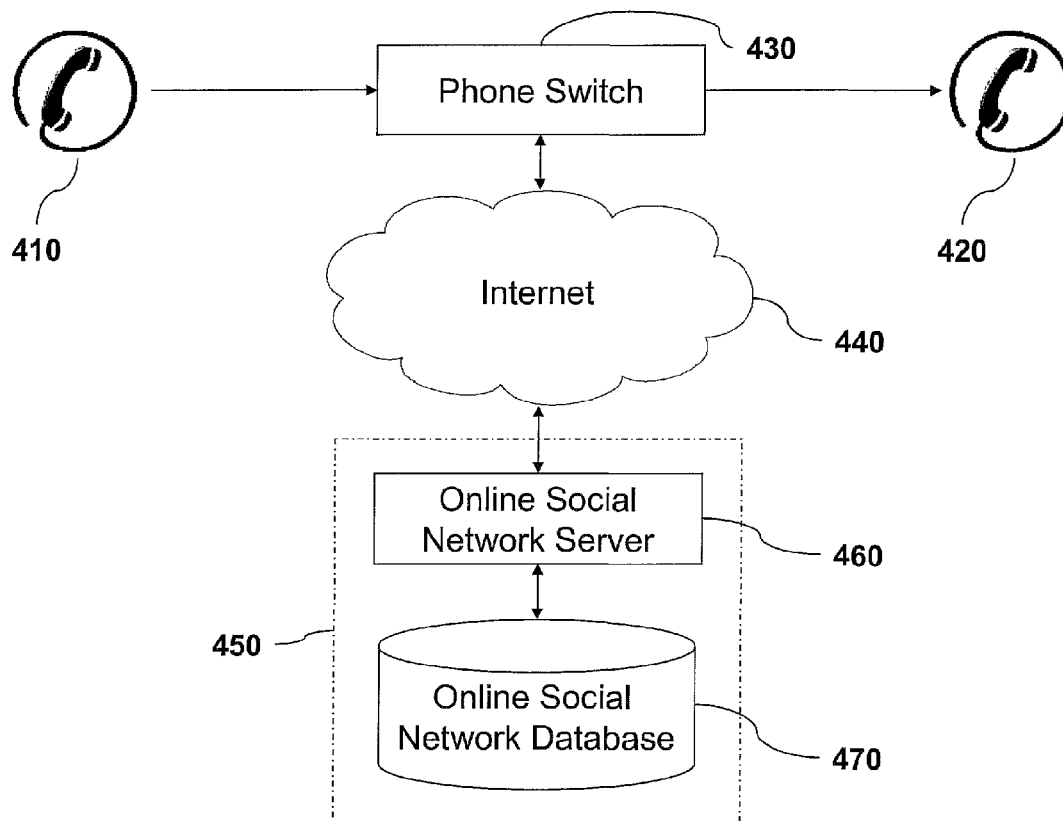 430
Phone Switch
410
420
Internet
440
Online Social
Network Server
460
450
Online Social
Network Database
470